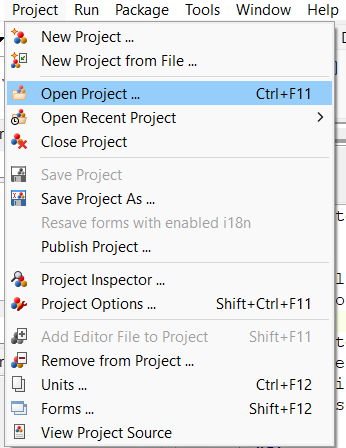 Project Run Package Tools Window Help
New Project ...
New Project from File ...
Open Project ... Ctrl+F11
Open Recent Project
Close Project
Save Project
Save Project As ...
Resave forms with enabled i18n
Publish Project ...
Project Inspector ...
Project Options ... Shift+Ctrl+F11
Add Editor File to Project Shift+F11
Remove from Project ...
Units ... Ctrl+F12
Forms ... Shift+F12
View Project Source